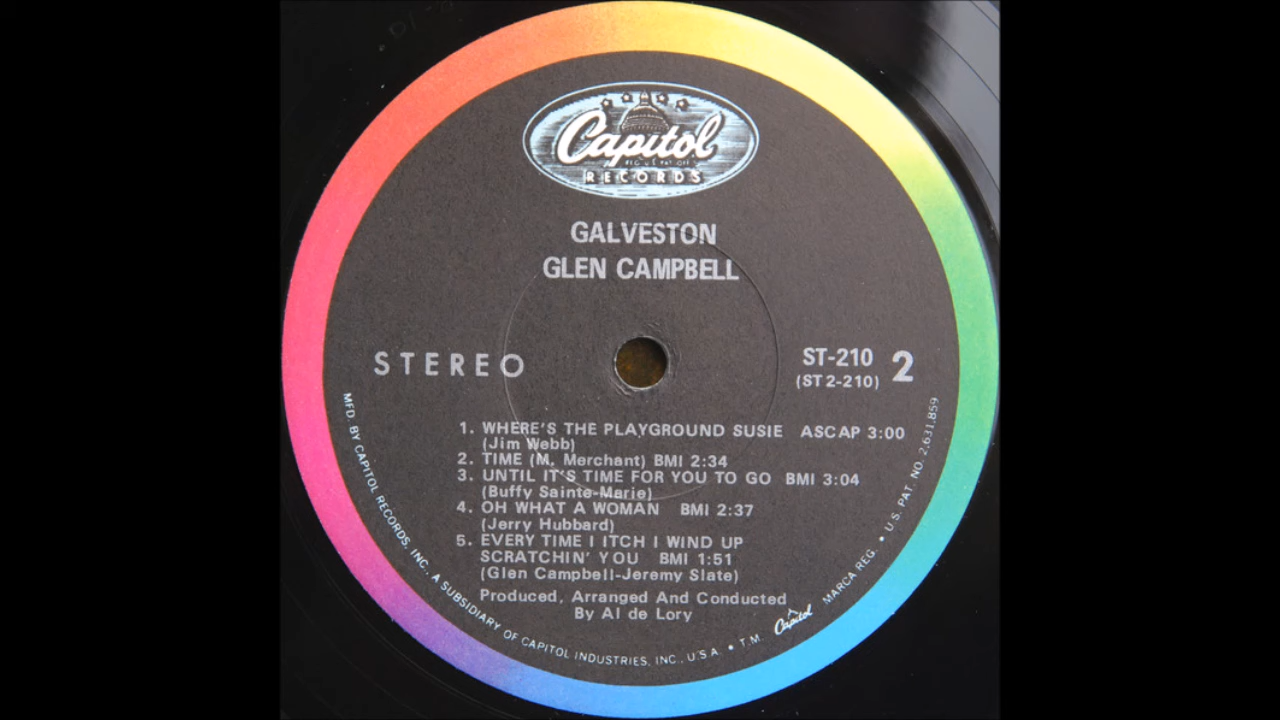 Capitol
REG. U.S. PAT. OFF.
RECORDS
GALVESTON
GLEN CAMPBELL
STEREO
ST-210 2
(ST 2-210)
1. WHERE'S THE PLAYGROUND SUSIE ASCAP 3:00
(Jim Webb)
2. TIME (M. Merchant) BMI 2:34
3. UNTIL IT'S TIME FOR YOU TO GO BMI 3:04
(Buffy Sainte-Marie)
4. OH WHAT A WOMAN BMI 2:37
(Jerry Hubbard)
5. EVERY TIME I ITCH I WIND UP
SCRATCHIN' YOU BMI 1:51
(Glen Campbell-Jeremy Slate)
Produced, Arranged And Conducted
By Al de Lory
MFD. BY CAPITOL RECORDS, INC., A SUBSIDIARY OF CAPITOL INDUSTRIES, INC., U.S.A. • T.M. Capitol MARCA REG. • U.S. PAT. NO. 2,631,859